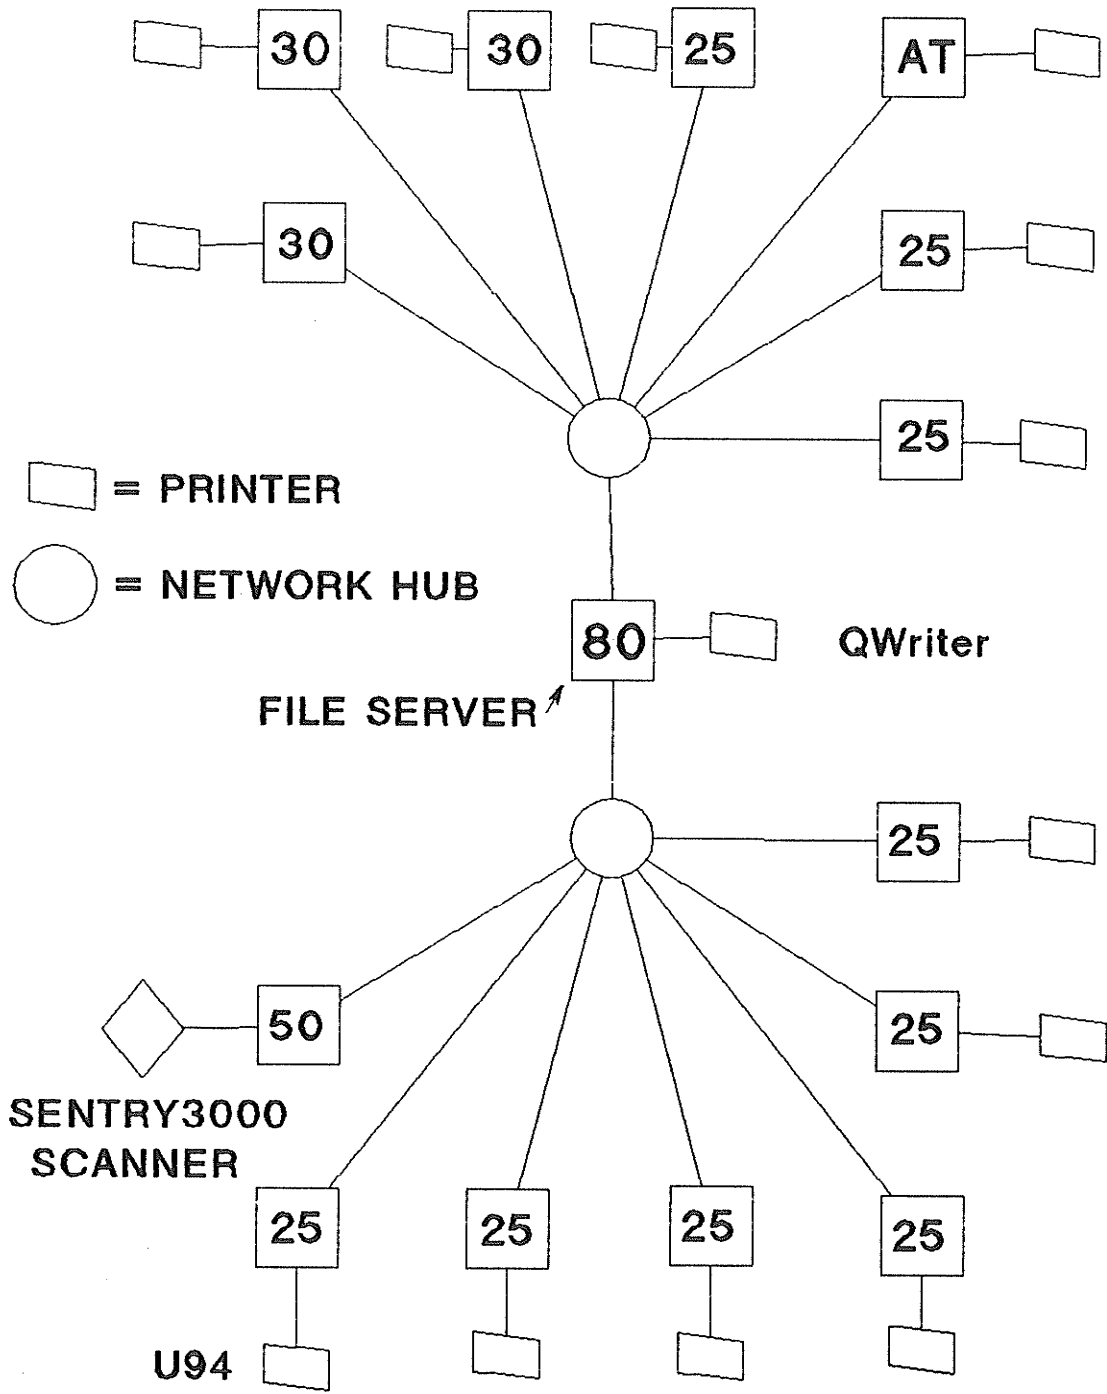 30
30
25
AT
30
25
25
= PRINTER
= NETWORK HUB
80
QWriter
FILE SERVER
25
50
25
SENTRY3000
SCANNER
25
25
25
25
U94